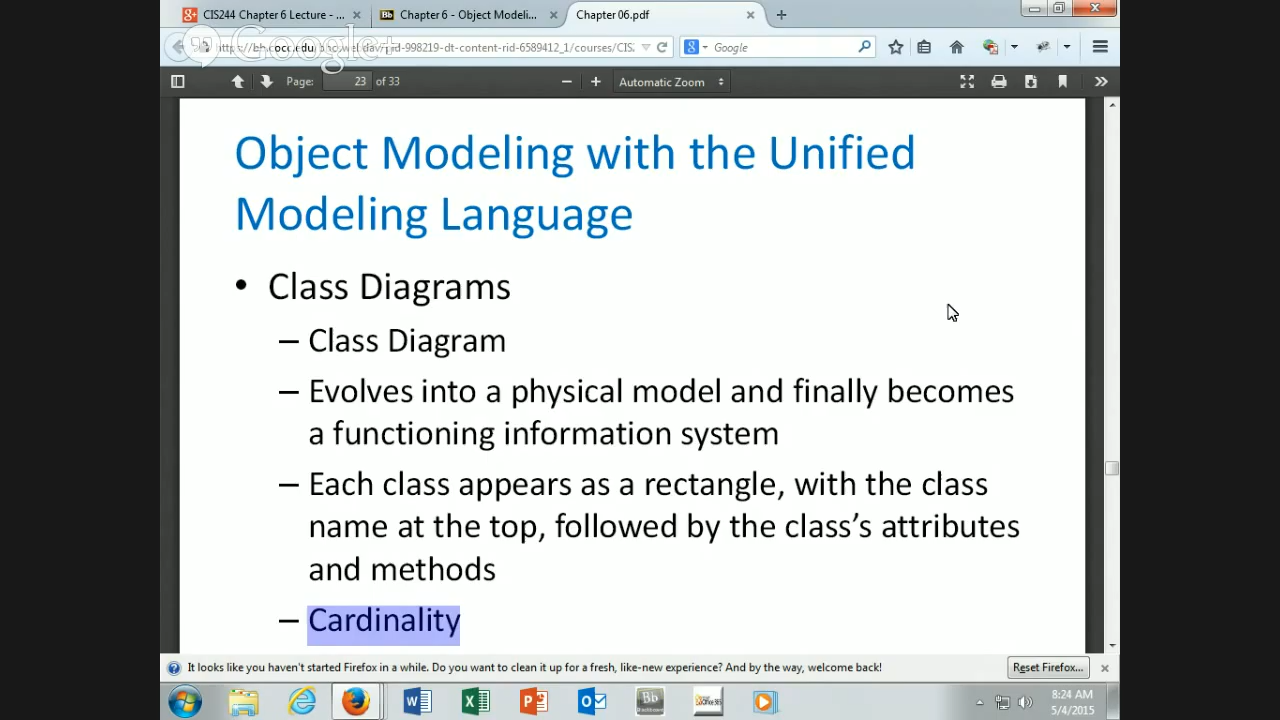 CIS244 Chapter 6 Lecture - ...
Chapter 6 - Object Modeli...
Chapter 06.pdf
Google+
Google
Page: 23 of 33
Automatic Zoom
Object Modeling with the Unified
Modeling Language
• Class Diagrams
– Class Diagram
– Evolves into a physical model and finally becomes
a functioning information system
– Each class appears as a rectangle, with the class
name at the top, followed by the class's attributes
and methods
– Cardinality
It looks like you haven't started Firefox in a while. Do you want to clean it up for a fresh, like-new experience? And by the way, welcome back!
Reset Firefox...
8:24 AM
5/4/2015